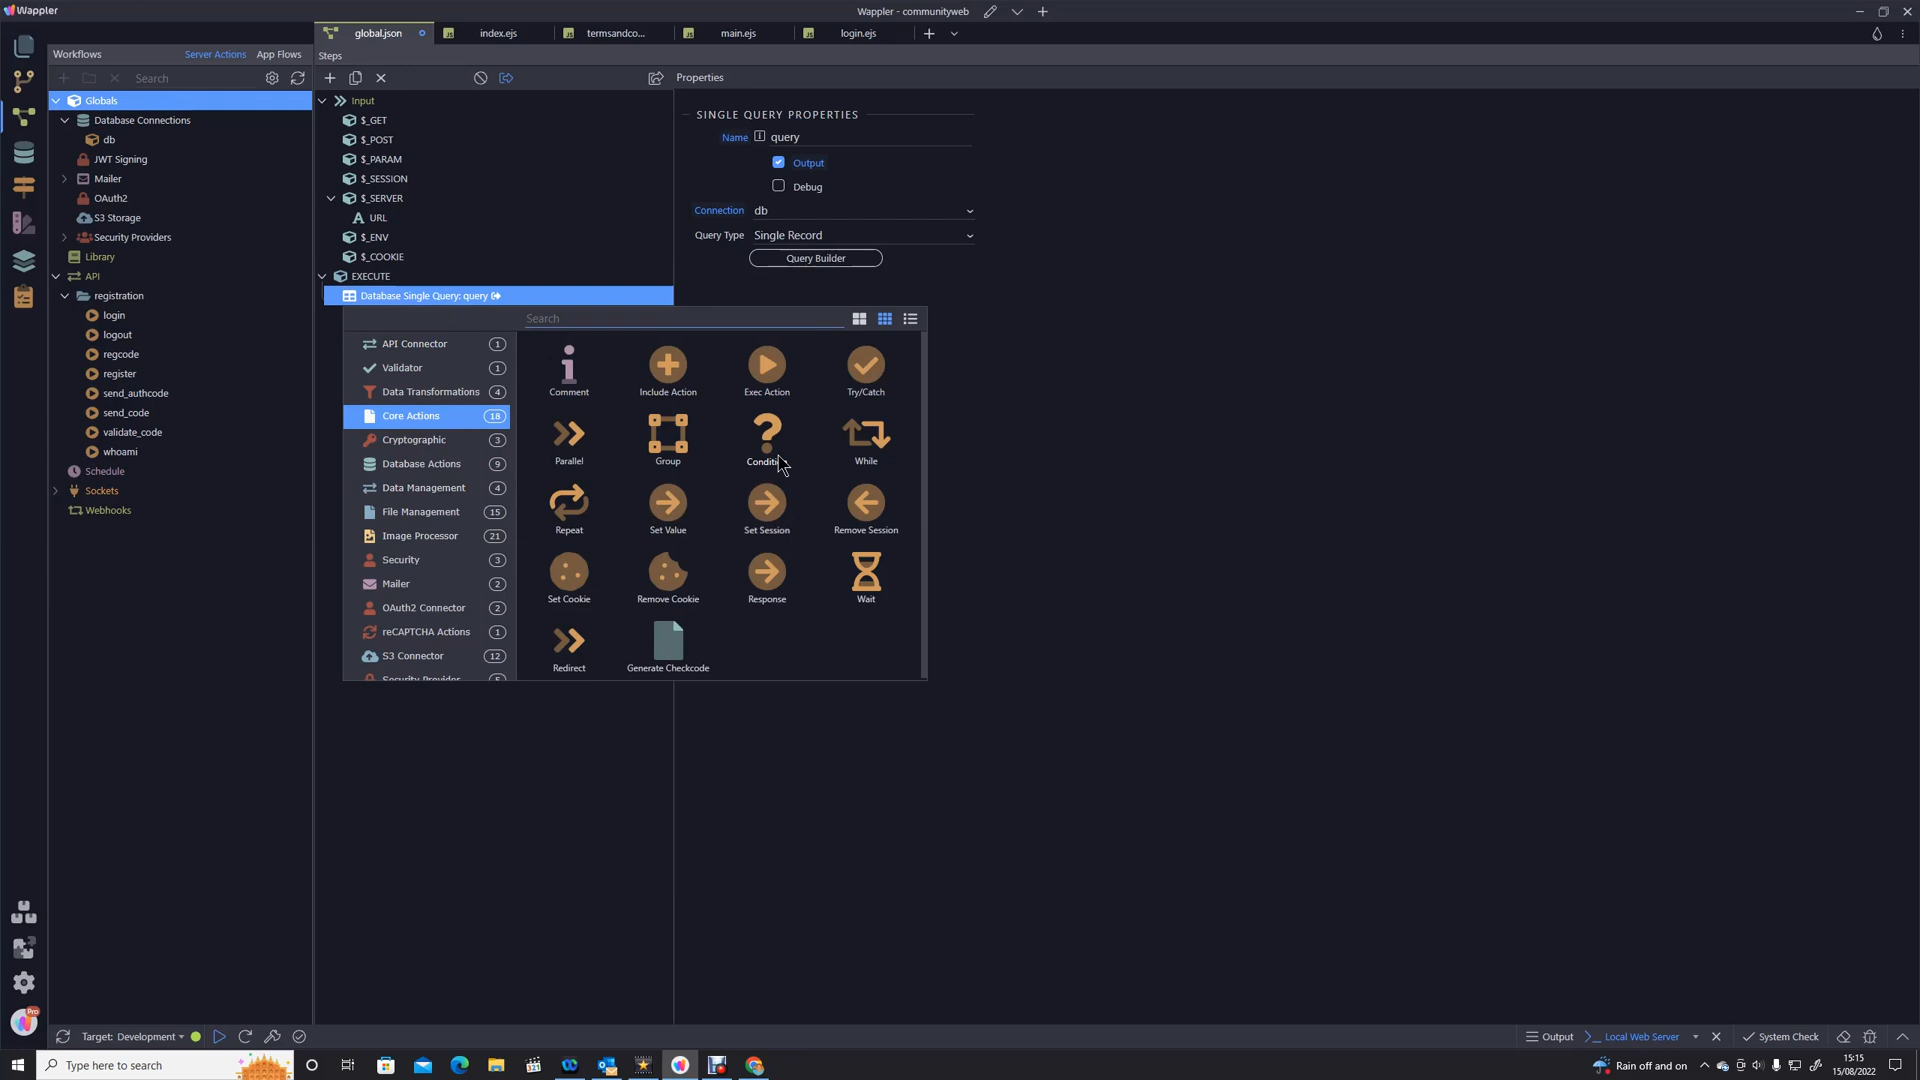 Wappler
Wappler - communityweb
global.json
index.ejs
termsandco...
main.ejs
login.ejs
Workflows
Server Actions
App Flows
Steps
Search
Properties
Globals
Database Connections
db
JWT Signing
Mailer
OAuth2
S3 Storage
Security Providers
Library
API
registration
login
logout
regcode
register
send_authcode
send_code
validate_code
whoami
Schedule
Sockets
Webhooks
Input
$_GET
$_POST
$_PARAM
$_SESSION
$_SERVER
URL
$_ENV
$_COOKIE
EXECUTE
Database Single Query: query
SINGLE QUERY PROPERTIES
Name query
Output
Debug
Connection db
Query Type Single Record
Query Builder
Search
API Connector 1
Validator 1
Data Transformations 4
Core Actions 18
Cryptographic 3
Database Actions 9
Data Management 4
File Management 15
Image Processor 21
Security 3
Mailer 2
OAuth2 Connector 2
reCAPTCHA Actions 1
S3 Connector 12
Security Provider 5
Comment
Include Action
Exec Action
Try/Catch
Parallel
Group
While
Repeat
Set Value
Set Session
Remove Session
Set Cookie
Remove Cookie
Response
Wait
Redirect
Generate Checkcode
Pro
Target: Development
Output
Local Web Server
System Check
Type here to search
Rain off and on
15:15
15/08/2022